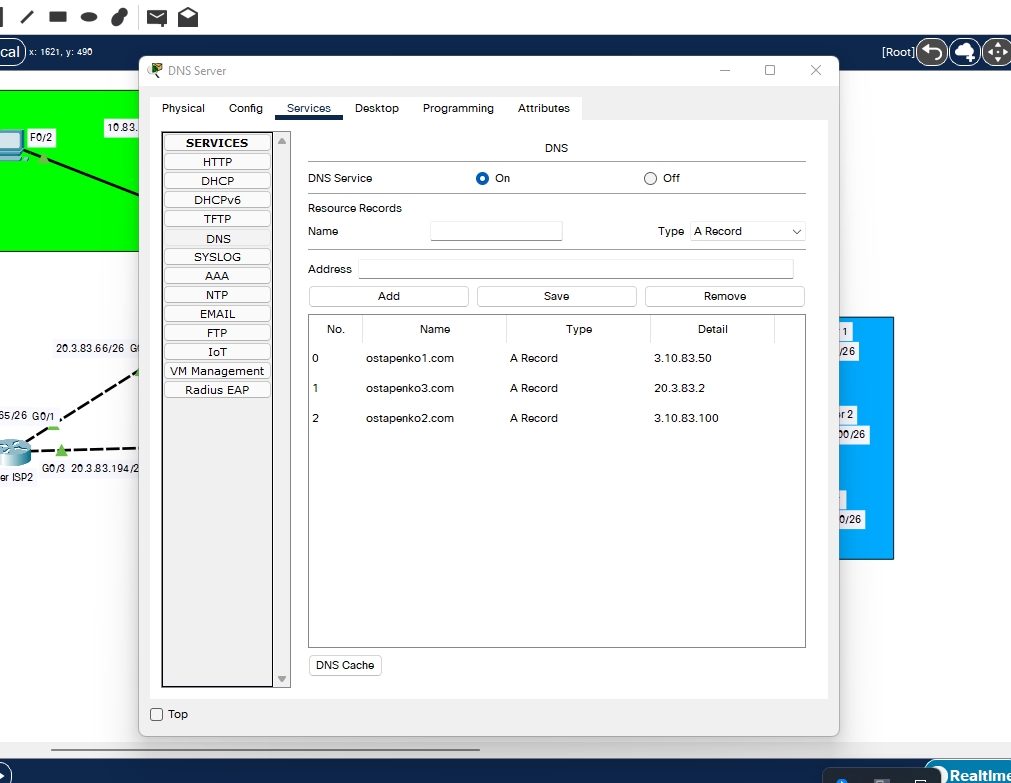 cal x: 1621, y: 490 [Root]
DNS Server
Physical Config Services Desktop Programming Attributes
F0/2
10.83.
SERVICES
HTTP
DHCP
DHCPv6
TFTP
DNS
SYSLOG
AAA
NTP
EMAIL
FTP
IoT
VM Management
Radius EAP
DNS
DNS Service On Off
Resource Records
Name Type A Record
Address
Add Save Remove
No. Name Type Detail
0 ostapenko1.com A Record 3.10.83.50
1 ostapenko3.com A Record 20.3.83.2
2 ostapenko2.com A Record 3.10.83.100
DNS Cache
Top
20.3.83.66/26 G0
65/26 G0/1
G0/3 20.3.83.194/2
er ISP2
1
/26
r 2
00/26
0/26
Realtime